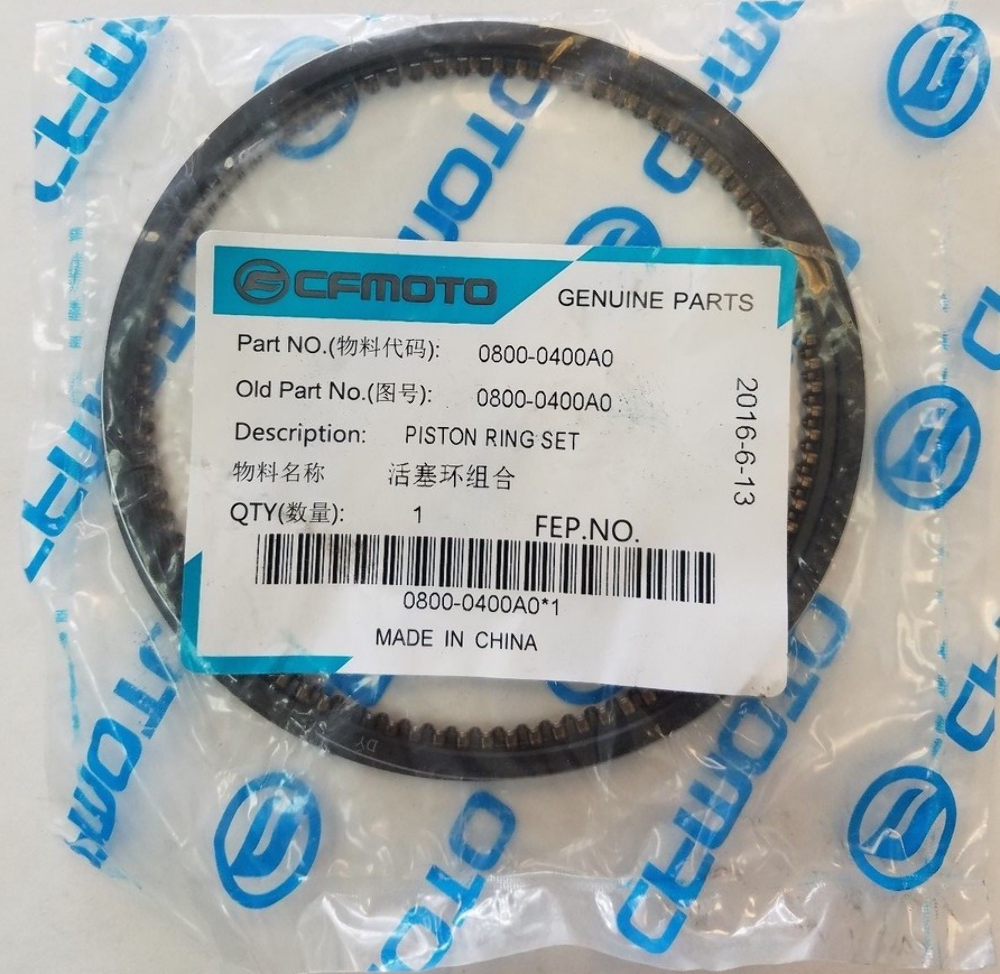 CFMOTO
GENUINE PARTS
Part NO.(物料代码): 0800-0400A0
Old Part No.(图号): 0800-0400A0
Description: PISTON RING SET
物料名称 活塞环组合
QTY(数量): 1
FEP.NO.
0800-0400A0*1
MADE IN CHINA
2016-6-13
DY